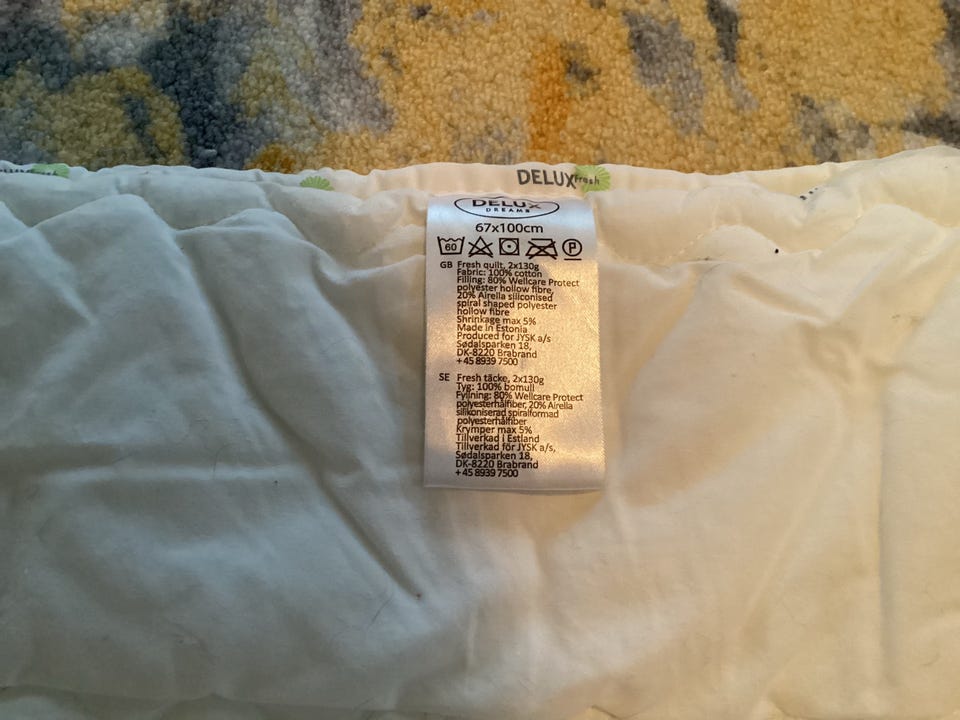 DELUX fresh
DELUX
DREAMS
67x100cm
60 P
GB Fresh quilt, 2x130g
Fabric: 100% cotton
Filling: 80% Wellcare Protect
polyester hollow fibre,
20% Airella siliconised
spiral shaped polyester
hollow fibre
Shrinkage max 5%
Made in Estonia
Produced for JYSK a/s
Sødalsparken 18,
DK-8220 Brabrand
+45 8939 7500
SE Fresh täcke, 2x130g
Tyg: 100% bomull
Fyllning: 80% Wellcare Protect
polyesterhålfiber, 20% Airella
silikoniserad spiralformad
polyesterhålfiber
Krymper max 5%
Tillverkad i Estland
Tillverkad för JYSK a/s,
Sødalsparken 18,
DK-8220 Brabrand
+45 8939 7500